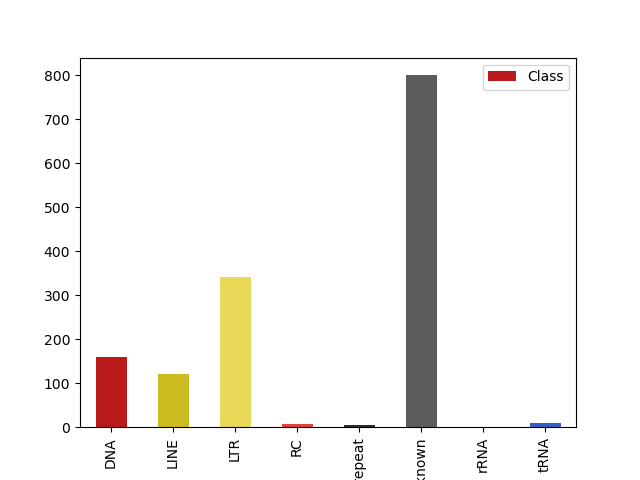 Class
800
700
600
500
400
300
200
100
0
DNA
LINE
LTR
RC
repeat
known
rRNA
tRNA